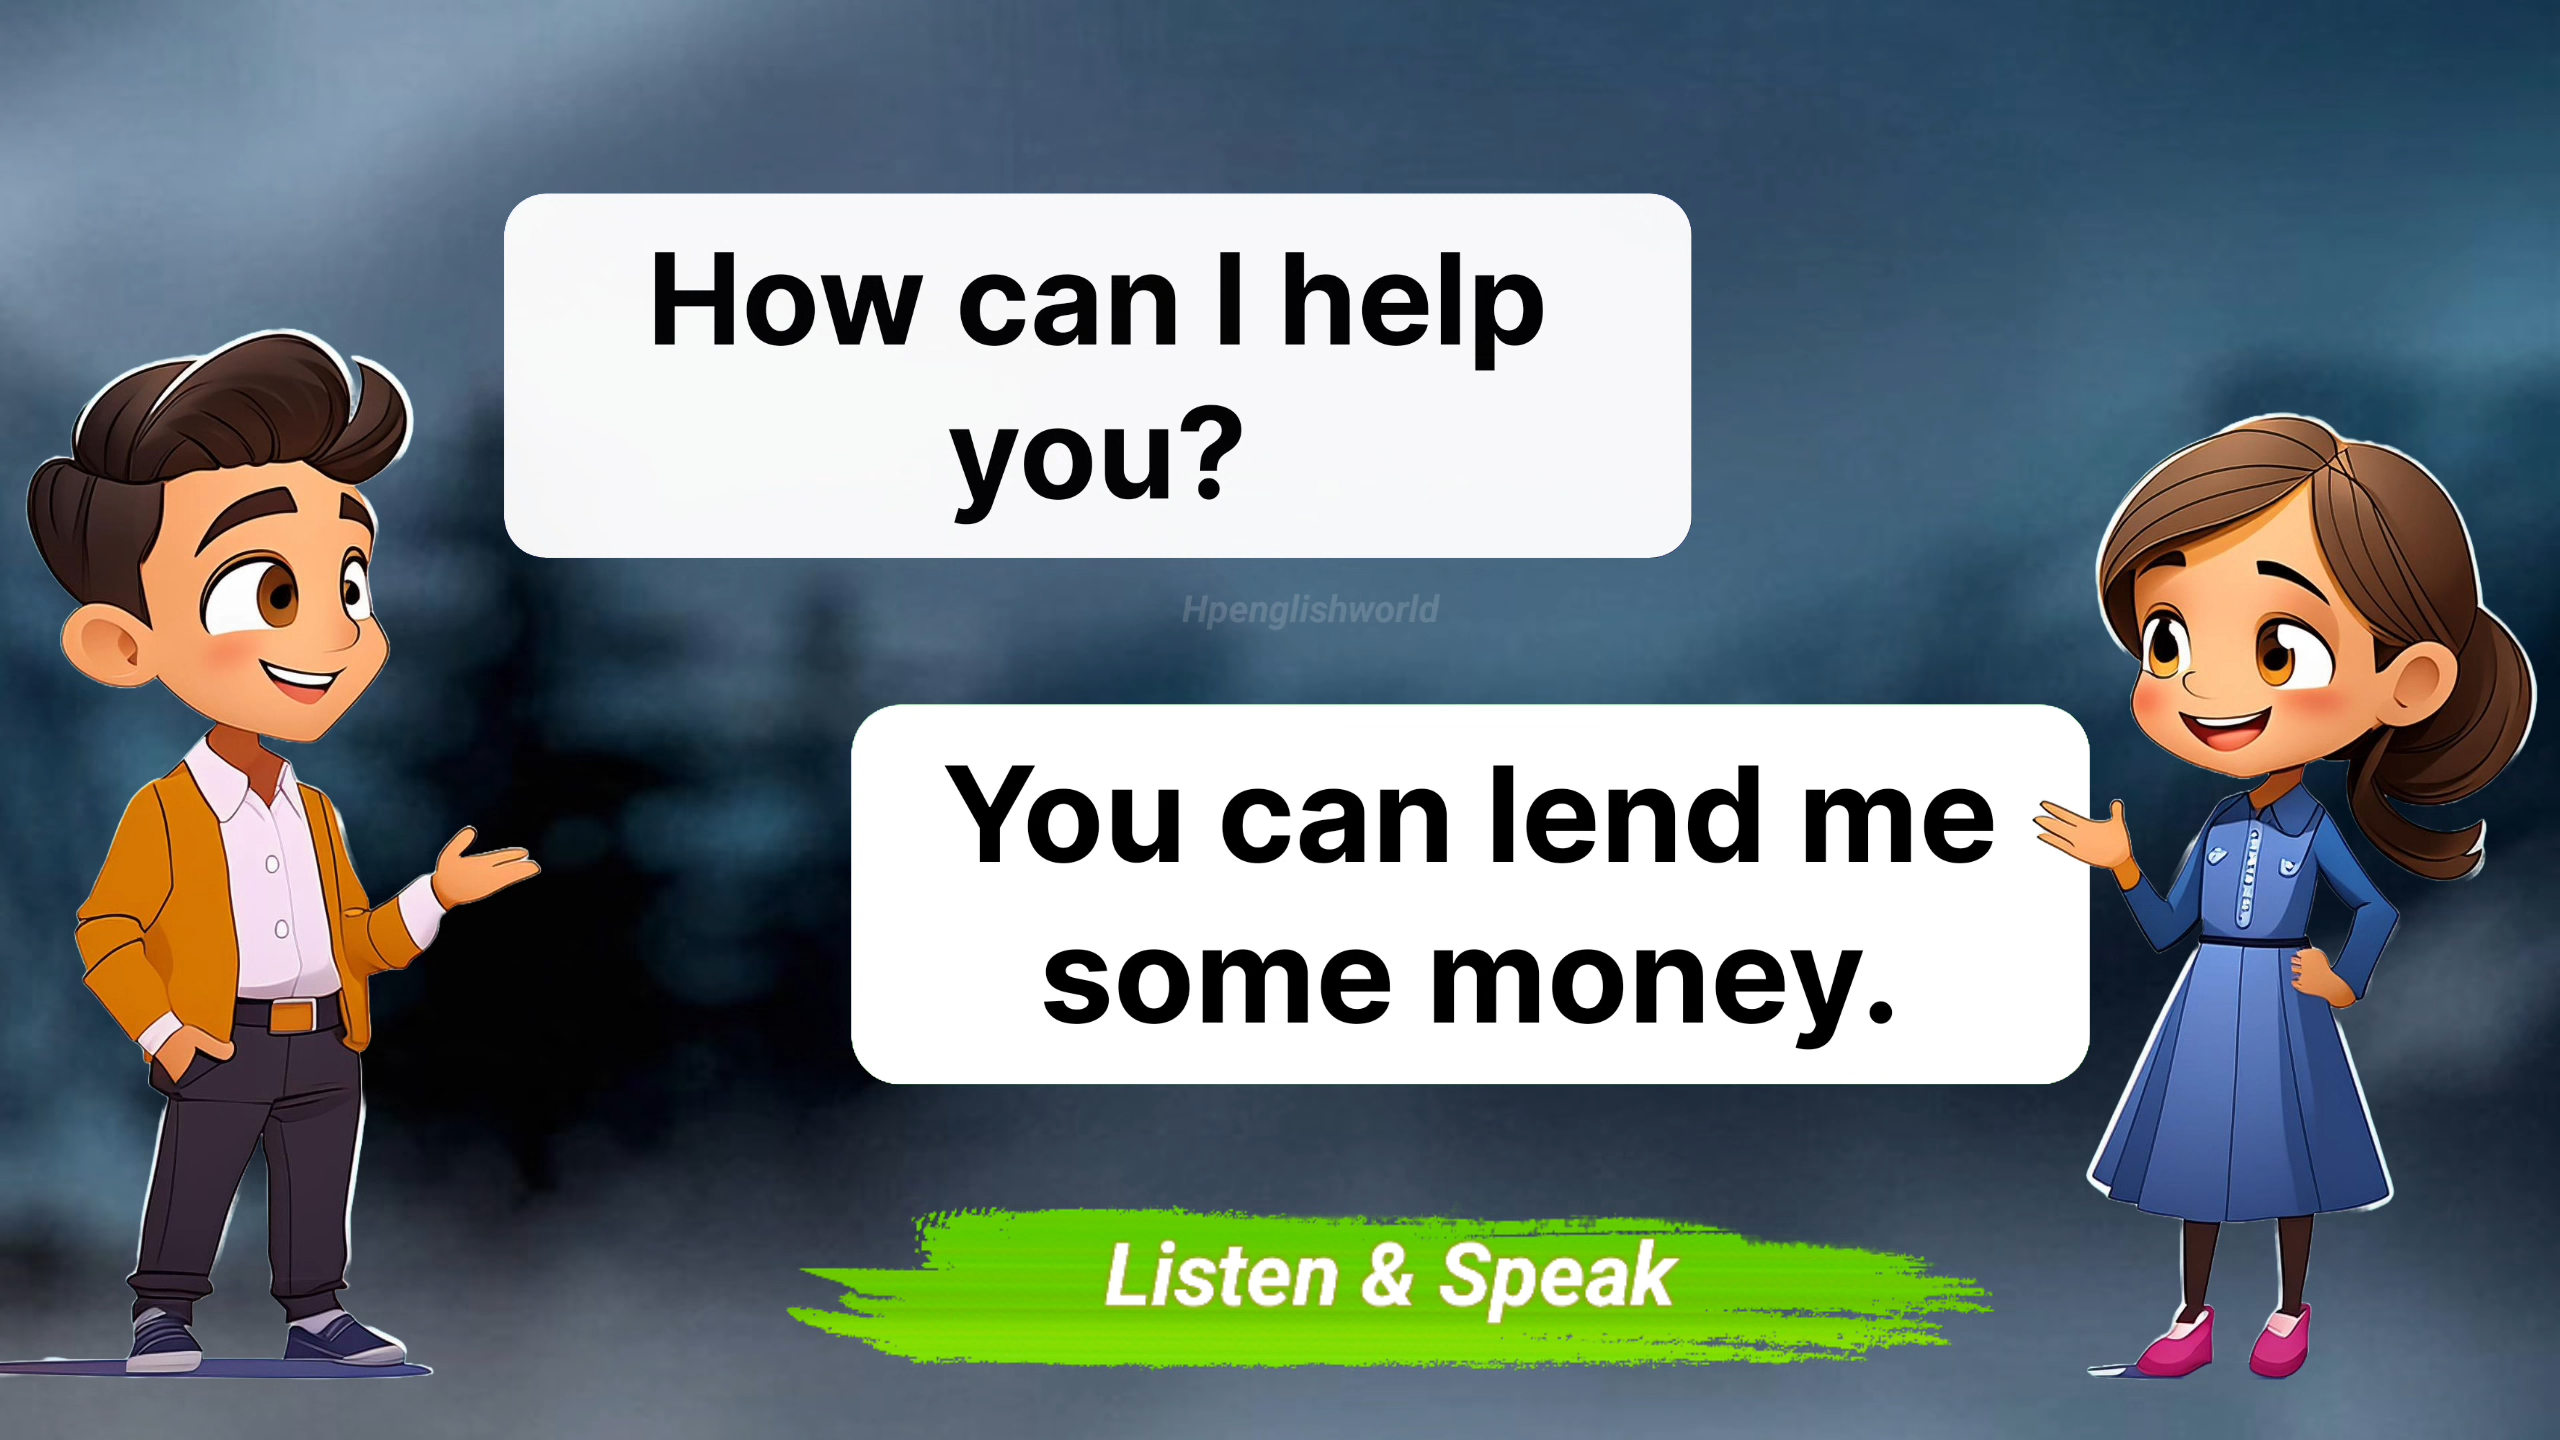 How can I help
you?
Hpenglishworld
You can lend me
some money.
Listen & Speak